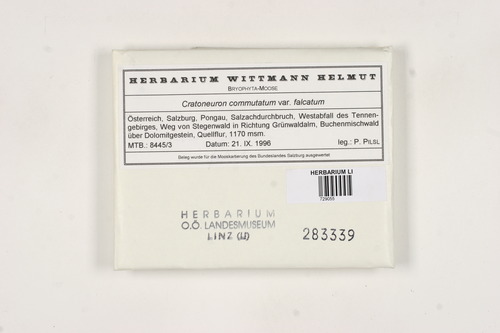 HERBARIUM WITTMANN HELMUT
BRYOPHYTA-MOOSE
Cratoneuron commutatum var. falcatum
Österreich, Salzburg, Pongau, Salzachdurchbruch, Westabfall des Tennen-
gebirges, Weg von Stegenwald in Richtung Grünwaldalm, Buchenmischwald
über Dolomitgestein, Quellflur, 1170 msm.
MTB.: 8445/3 Datum: 21. IX. 1996 leg.: P. PILSL
Beleg wurde für die Mooskartierung des Bundeslandes Salzburg ausgewertet
HERBARIUM LI
729055
HERBARIUM
O.Ö. LANDESMUSEUM
LINZ (LI)
283339